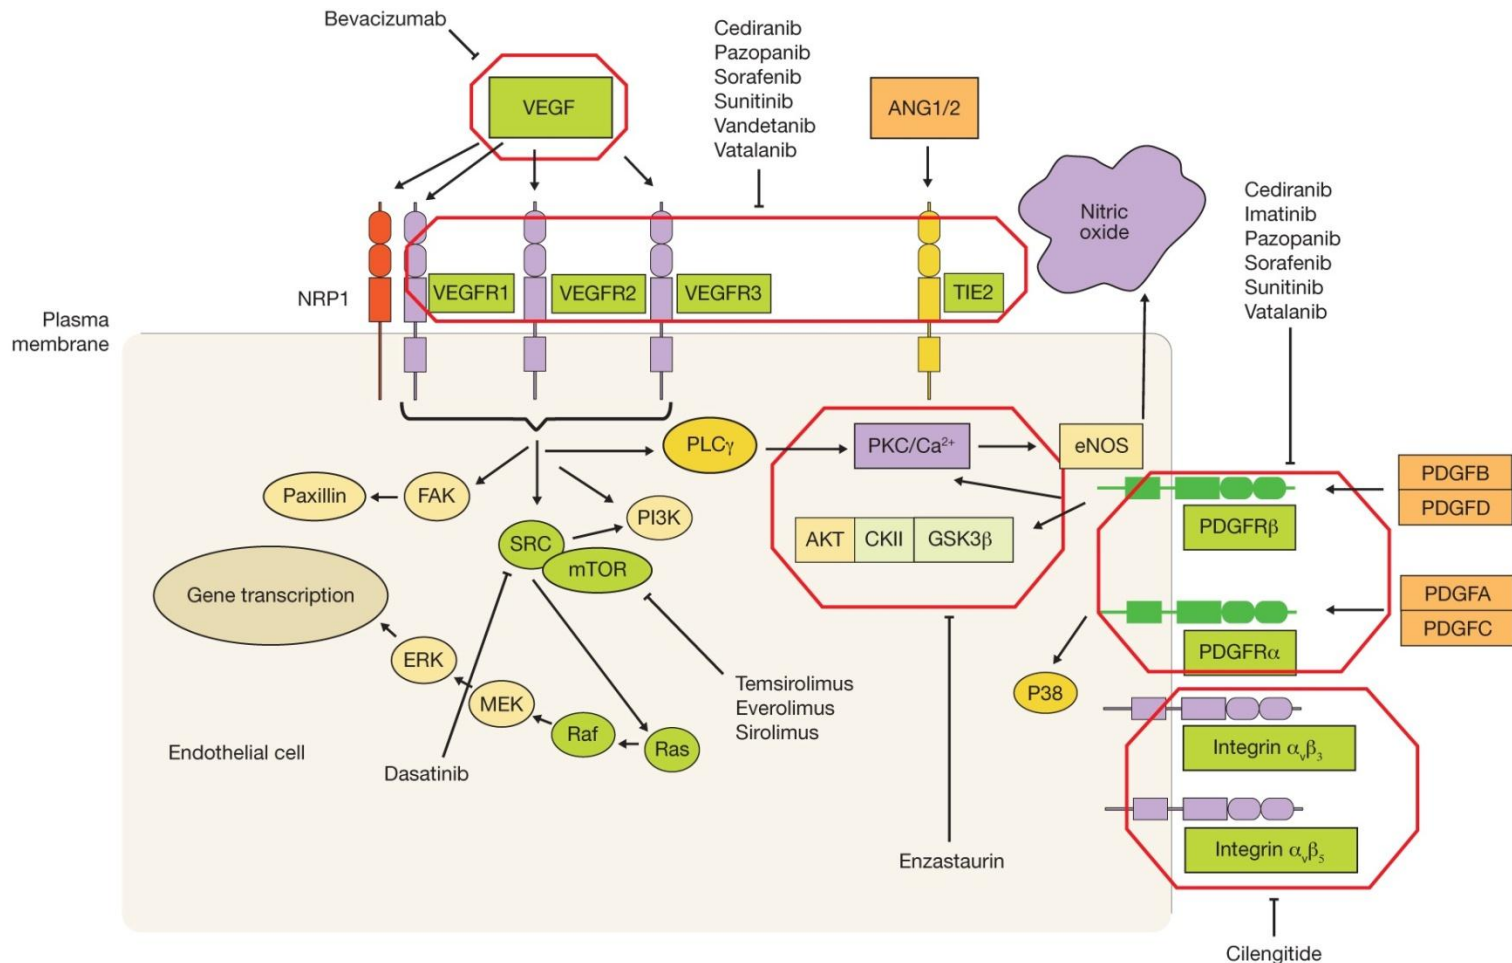 Bevacizumab
Cediranib
Pazopanib
Sorafenib
Sunitinib
Vandetanib
Vatalanib
VEGF
ANG1/2
Nitric
oxide
Cediranib
Imatinib
Pazopanib
Sorafenib
Sunitinib
Vatalanib
NRP1
VEGFR1
VEGFR2
VEGFR3
TIE2
Plasma
membrane
PLCγ
PKC/Ca²⁺
eNOS
PDGFB
PDGFD
PDGFRβ
Paxillin
FAK
PI3K
SRC
mTOR
AKT
CKII
GSK3β
Gene transcription
PDGFA
PDGFC
PDGFRα
ERK
MEK
Raf
Ras
Temsirolimus
Everolimus
Sirolimus
P38
Endothelial cell
Dasatinib
Integrin αᵥβ₃
Integrin αᵥβ₅
Enzastaurin
Cilengitide